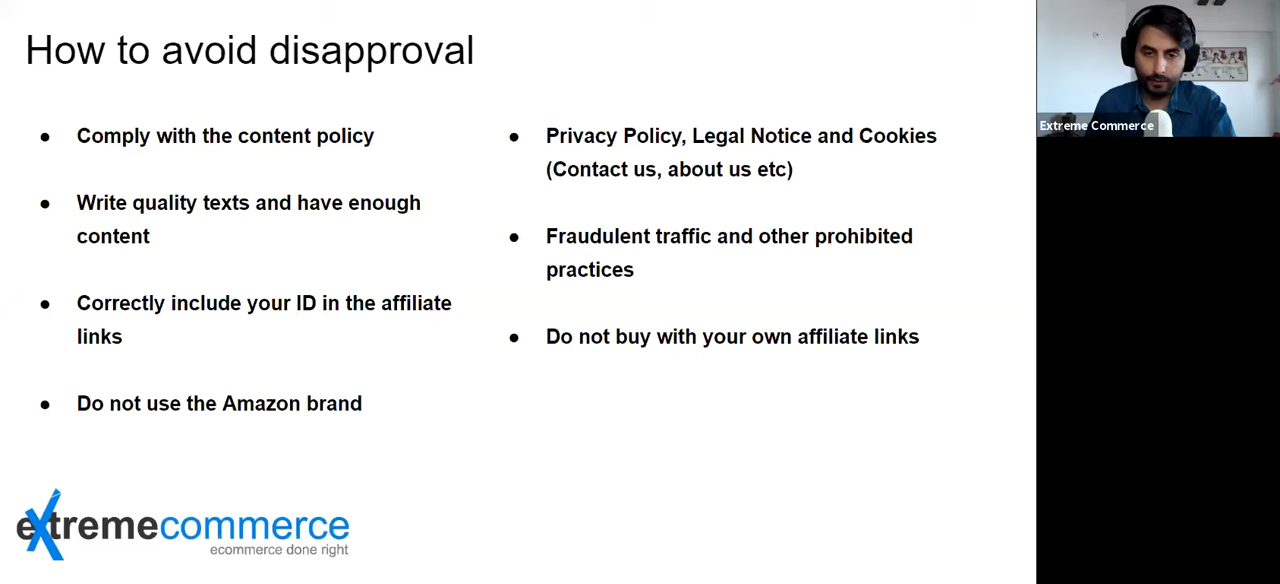 How to avoid disapproval
Comply with the content policy
Write quality texts and have enough
content
Correctly include your ID in the affiliate
links
Do not use the Amazon brand
Privacy Policy, Legal Notice and Cookies
(Contact us, about us etc)
Fraudulent traffic and other prohibited
practices
Do not buy with your own affiliate links
extremecommerce
ecommerce done right
Extreme Commerce